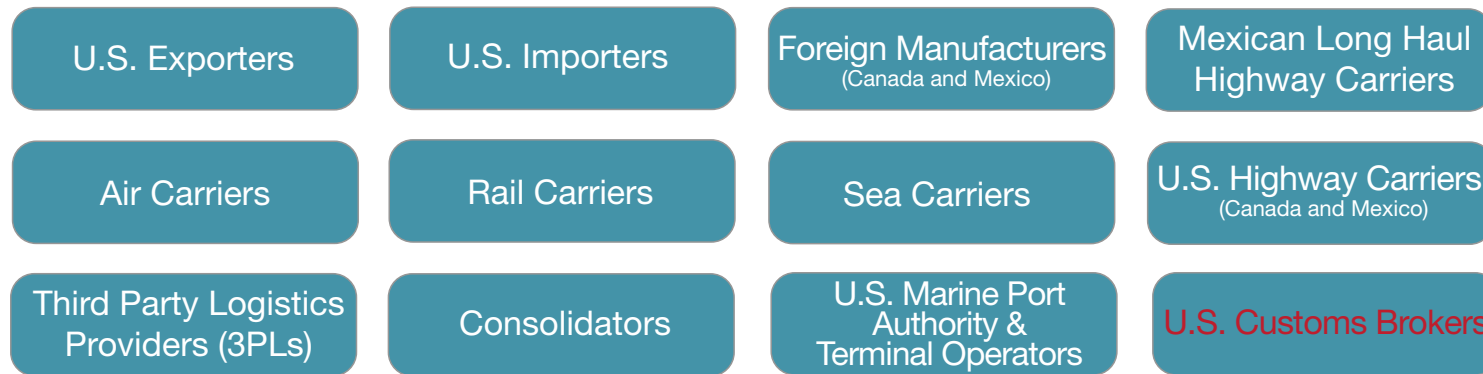 U.S. Exporters
U.S. Importers
Foreign Manufacturers
(Canada and Mexico)
Mexican Long Haul
Highway Carriers
Air Carriers
Rail Carriers
Sea Carriers
U.S. Highway Carriers
(Canada and Mexico)
Third Party Logistics
Providers (3PLs)
Consolidators
U.S. Marine Port
Authority &
Terminal Operators
U.S. Customs Brokers